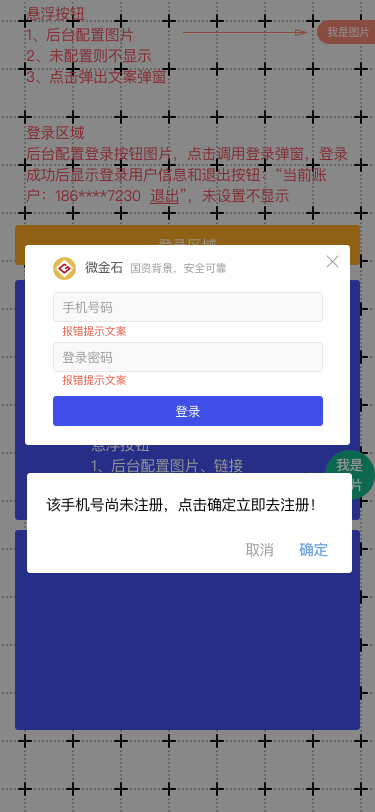 悬浮按钮
1、后台配置图片
我是图片
2、未配置则不显示
3、点击弹出文案弹窗
登录区域
后台配置登录按钮图片，点击调用登录弹窗，登录
成功后显示登录用户信息和退出按钮：“当前账
户：186****7230 退出”，未设置不显示
登录区域
微金石 国资背景，安全可靠
手机号码
报错提示文案
登录密码
报错提示文案
登录
悬浮按钮
1、后台配置图片、链接
我是
片
该手机号尚未注册，点击确定立即去注册！
取消 确定